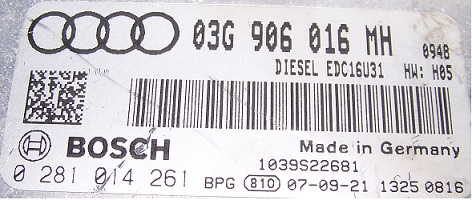 03G 906 016 MH 0948
DIESEL EDC16U31 HW: H05
BOSCH Made in Germany
1039S22681
0 281 014 261 BPG 810 07-09-21 1325 0816